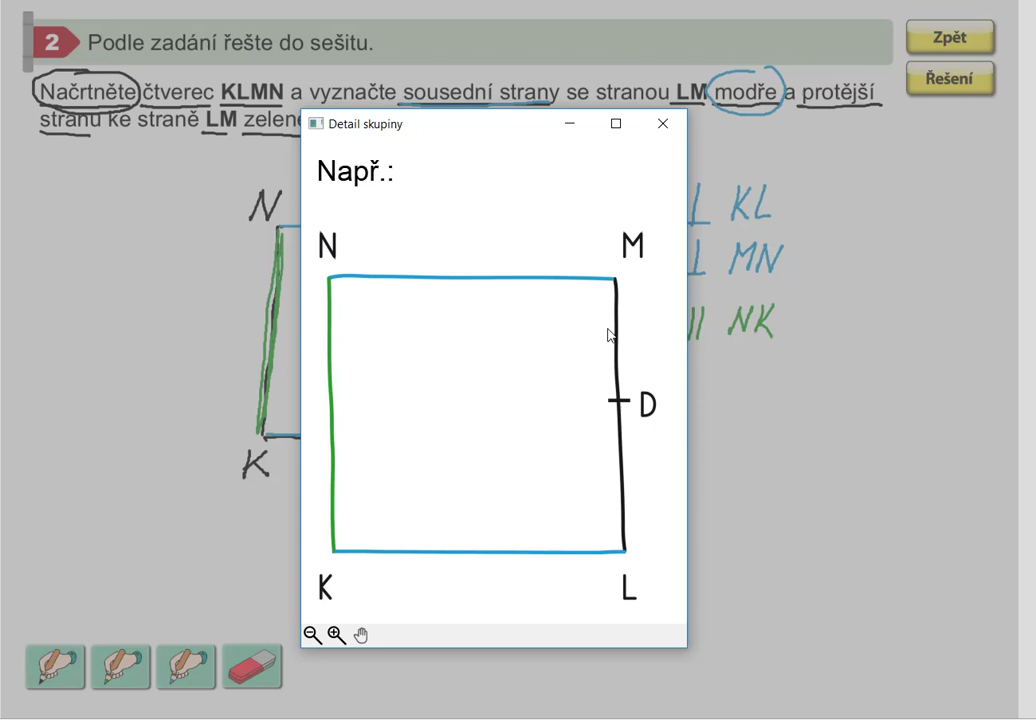 2 Podle zadání řešte do sešitu.
Zpět
Řešení
Načrtněte čtverec KLMN a vyznačte sousední strany se stranou LM modře a protější
stranu ke straně LM zeleně
Detail skupiny
Např.:
N
⊥ KL
N M
⊥ MN
|| NK
D
K
K L